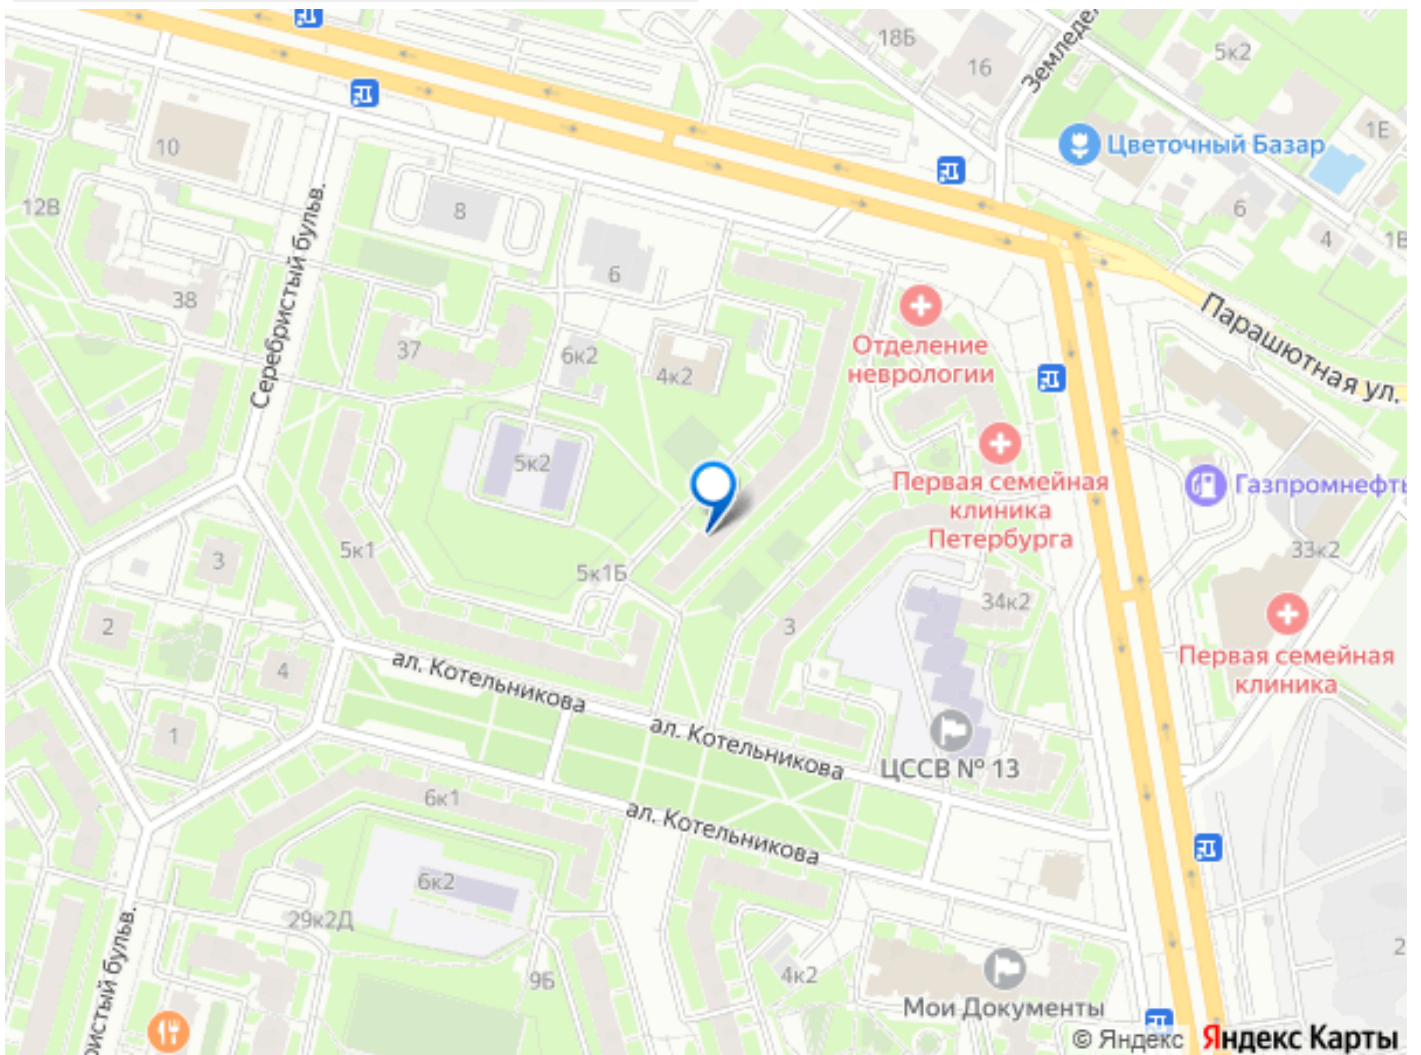 18Б
16
Землед
5к2
1Е
Цветочный Базар
10
12В
8
6
6
4
1В
Серебристый бульв.
38
37
6к2
4к2
Отделение
неврологии
Парашютная ул.
5к2
Первая семейная
клиника
Петербурга
Газпромнефть
33к2
5к1
3
5к1Б
34к2
2
3
4
Первая семейная
клиника
ал. Котельникова
ал. Котельникова
1
ЦССВ № 13
6к1
ал. Котельникова
6к2
29к2Д
9Б
4к2
2
Мои Документы
ристый бульв.
© Яндекс Яндекс Карты